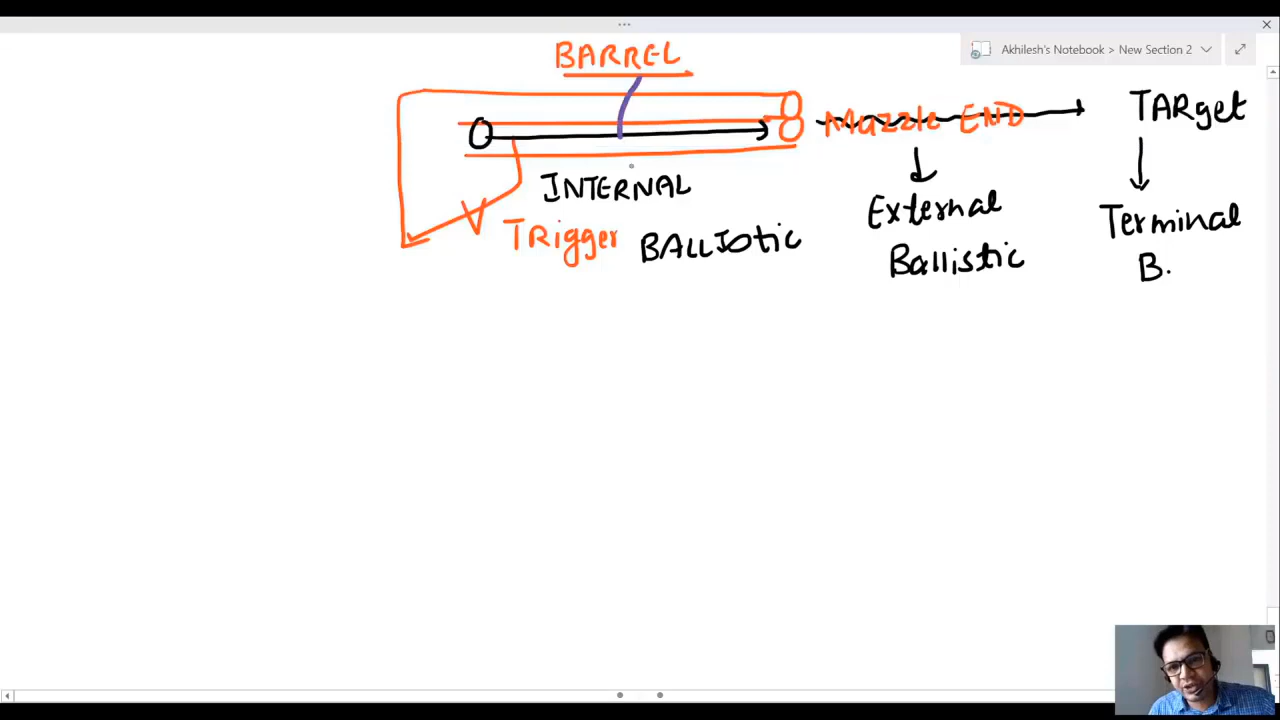 BARREL
Akhilesh's Notebook > New Section 2
Muzzle END
TARget
INTERNAL
BALLISTIC
TRigger
External
Ballistic
Terminal
B.